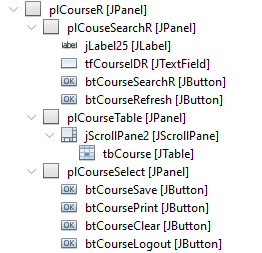 plCourseR [JPanel]
plCouseSearchR [JPanel]
label jLabel25 [JLabel]
tfCourseIDR [JTextField]
OK btCourseSearchR [JButton]
OK btCourseRefresh [JButton]
plCourseTable [JPanel]
jScrollPane2 [JScrollPane]
tbCourse [JTable]
plCourseSelect [JPanel]
OK btCourseSave [JButton]
OK btCoursePrint [JButton]
OK btCourseClear [JButton]
OK btCourseLogout [JButton]